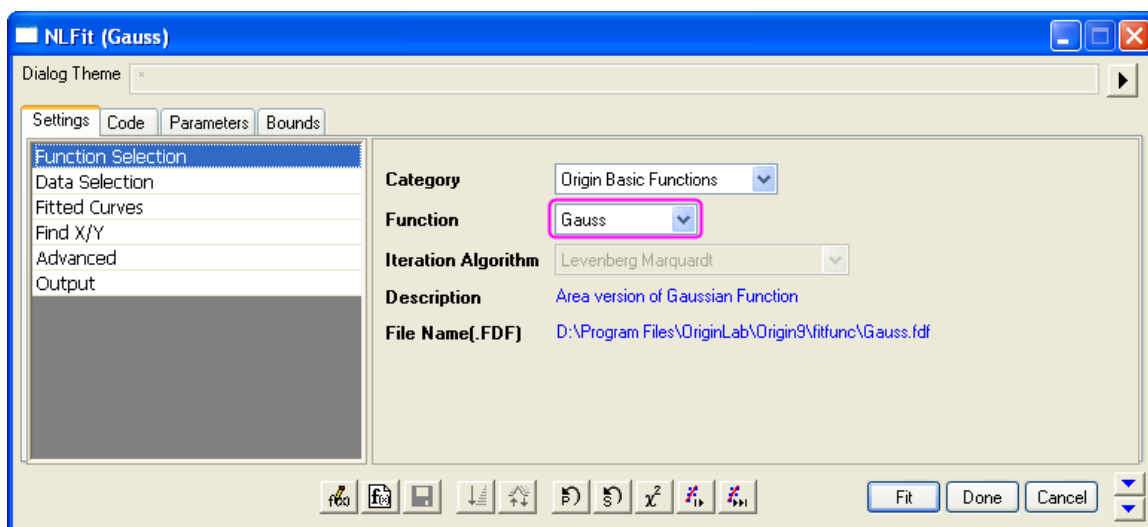 NLFit (Gauss)
Dialog Theme *
Settings Code Parameters Bounds
Function Selection
Data Selection
Fitted Curves
Find X/Y
Advanced
Output
Category Origin Basic Functions
Function Gauss
Iteration Algorithm Levenberg Marquardt
Description Area version of Gaussian Function
File Name(.FDF) D:\Program Files\OriginLab\Origin9\fitfunc\Gauss.fdf
Fit Done Cancel